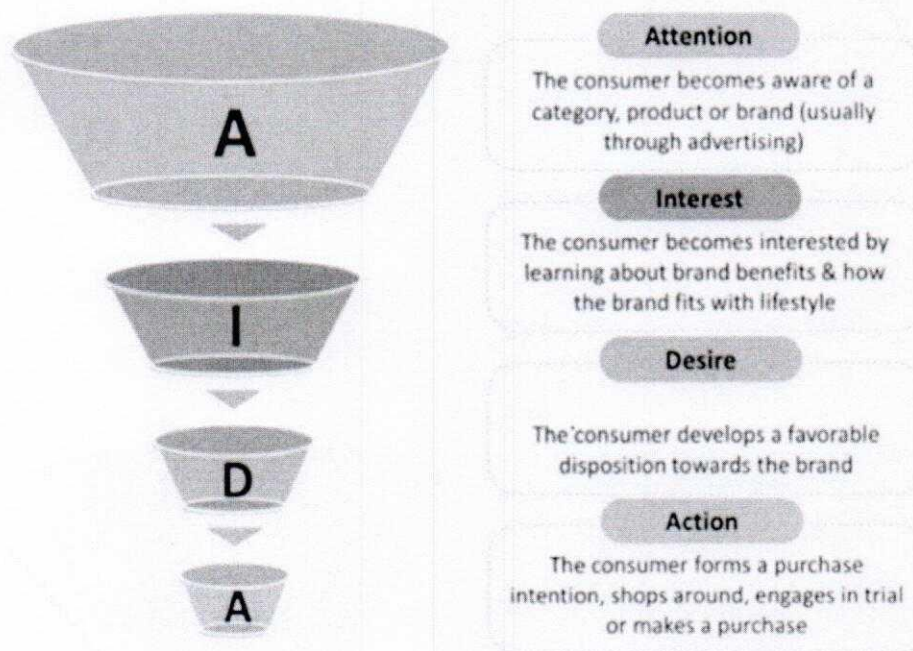 A
Attention
The consumer becomes aware of a
category, product or brand (usually
through advertising)
I
Interest
The consumer becomes interested by
learning about brand benefits & how
the brand fits with lifestyle
D
Desire
The consumer develops a favorable
disposition towards the brand
A
Action
The consumer forms a purchase
intention, shops around, engages in trial
or makes a purchase